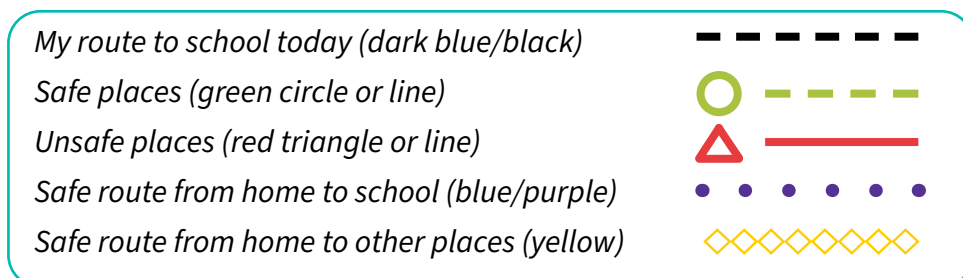 My route to school today (dark blue/black)
Safe places (green circle or line)
Unsafe places (red triangle or line)
Safe route from home to school (blue/purple)
Safe route from home to other places (yellow)